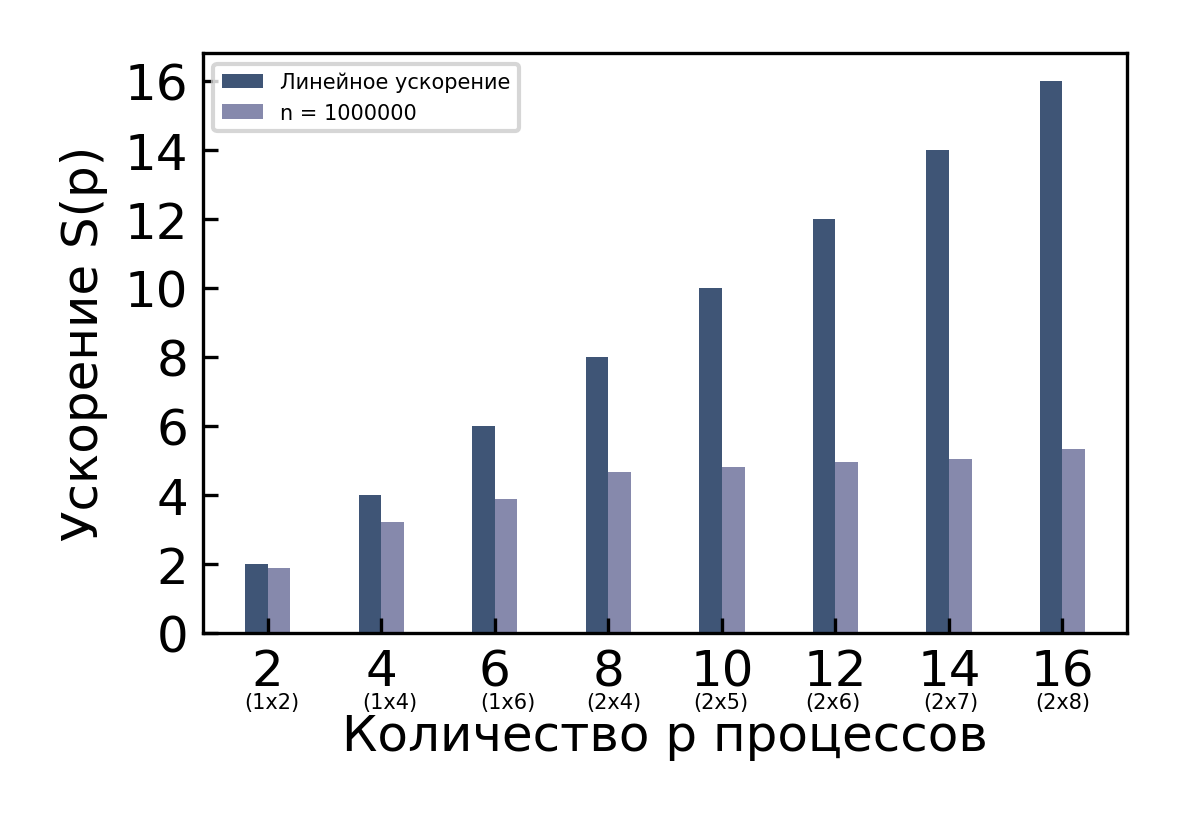 Линейное ускорение
n = 1000000
Ускорение S(p)
16
14
12
10
8
6
4
2
0
2 4 6 8 10 12 14 16
(1x2) (1x4) (1x6) (2x4) (2x5) (2x6) (2x7) (2x8)
Количество p процессов